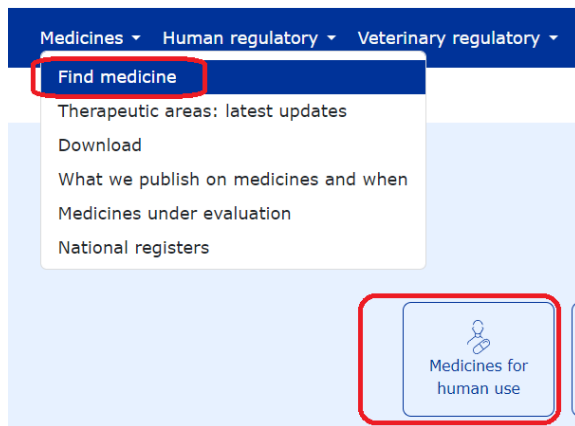 Medicines Human regulatory Veterinary regulatory
Find medicine
Therapeutic areas: latest updates
Download
What we publish on medicines and when
Medicines under evaluation
National registers
Medicines for
human use